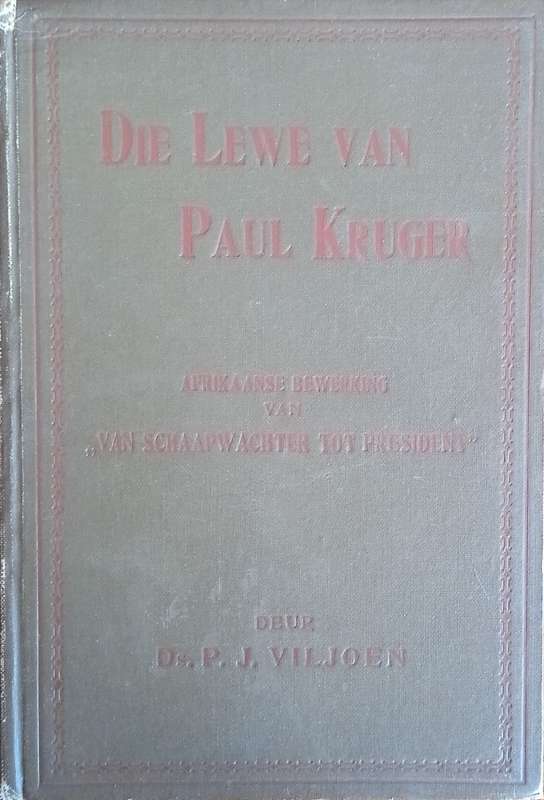 DIE LEWE VAN
PAUL KRUGER
AFRIKAANSE BEWERKING
VAN
„VAN SCHAAPWACHTER TOT PRESIDENT”
DEUR
Ds. P. J. VILJOEN